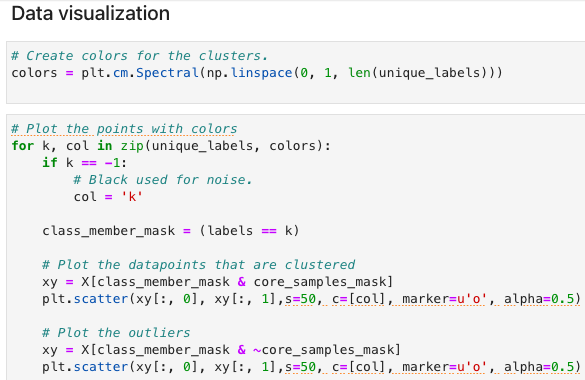 Data visualization
# Create colors for the clusters.
colors = plt.cm.Spectral(np.linspace(0, 1, len(unique_labels)))
# Plot the points with colors
for k, col in zip(unique_labels, colors):
    if k == -1:
        # Black used for noise.
        col = 'k'
    class_member_mask = (labels == k)
    # Plot the datapoints that are clustered
    xy = X[class_member_mask & core_samples_mask]
    plt.scatter(xy[:, 0], xy[:, 1],s=50, c=[col], marker=u'o', alpha=0.5)
    # Plot the outliers
    xy = X[class_member_mask & ~core_samples_mask]
    plt.scatter(xy[:, 0], xy[:, 1],s=50, c=[col], marker=u'o', alpha=0.5)